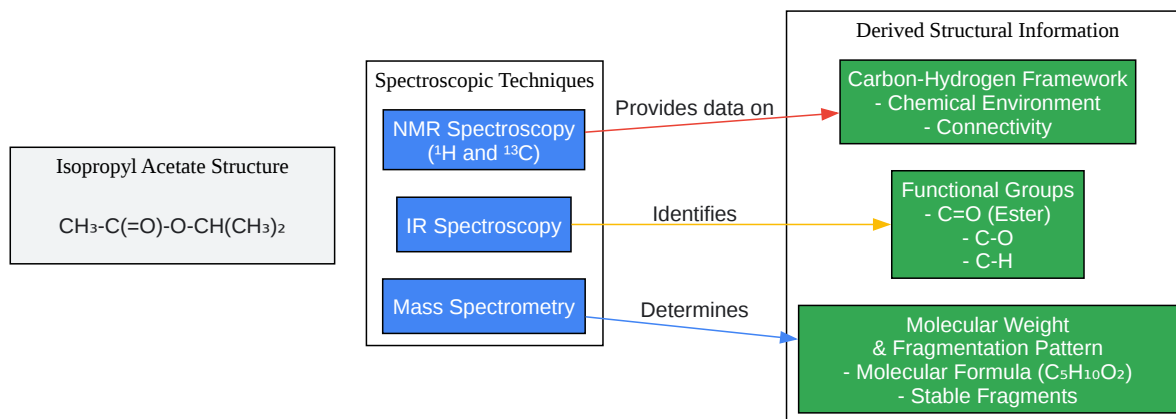 Isopropyl Acetate Structure
CH₃-C(=O)-O-CH(CH₃)₂
Spectroscopic Techniques
NMR Spectroscopy
(¹H and ¹³C)
IR Spectroscopy
Mass Spectrometry
Provides data on
Identifies
Determines
Derived Structural Information
Carbon-Hydrogen Framework
- Chemical Environment
- Connectivity
Functional Groups
- C=O (Ester)
- C-O
- C-H
Molecular Weight
& Fragmentation Pattern
- Molecular Formula (C₅H₁₀O₂)
- Stable Fragments